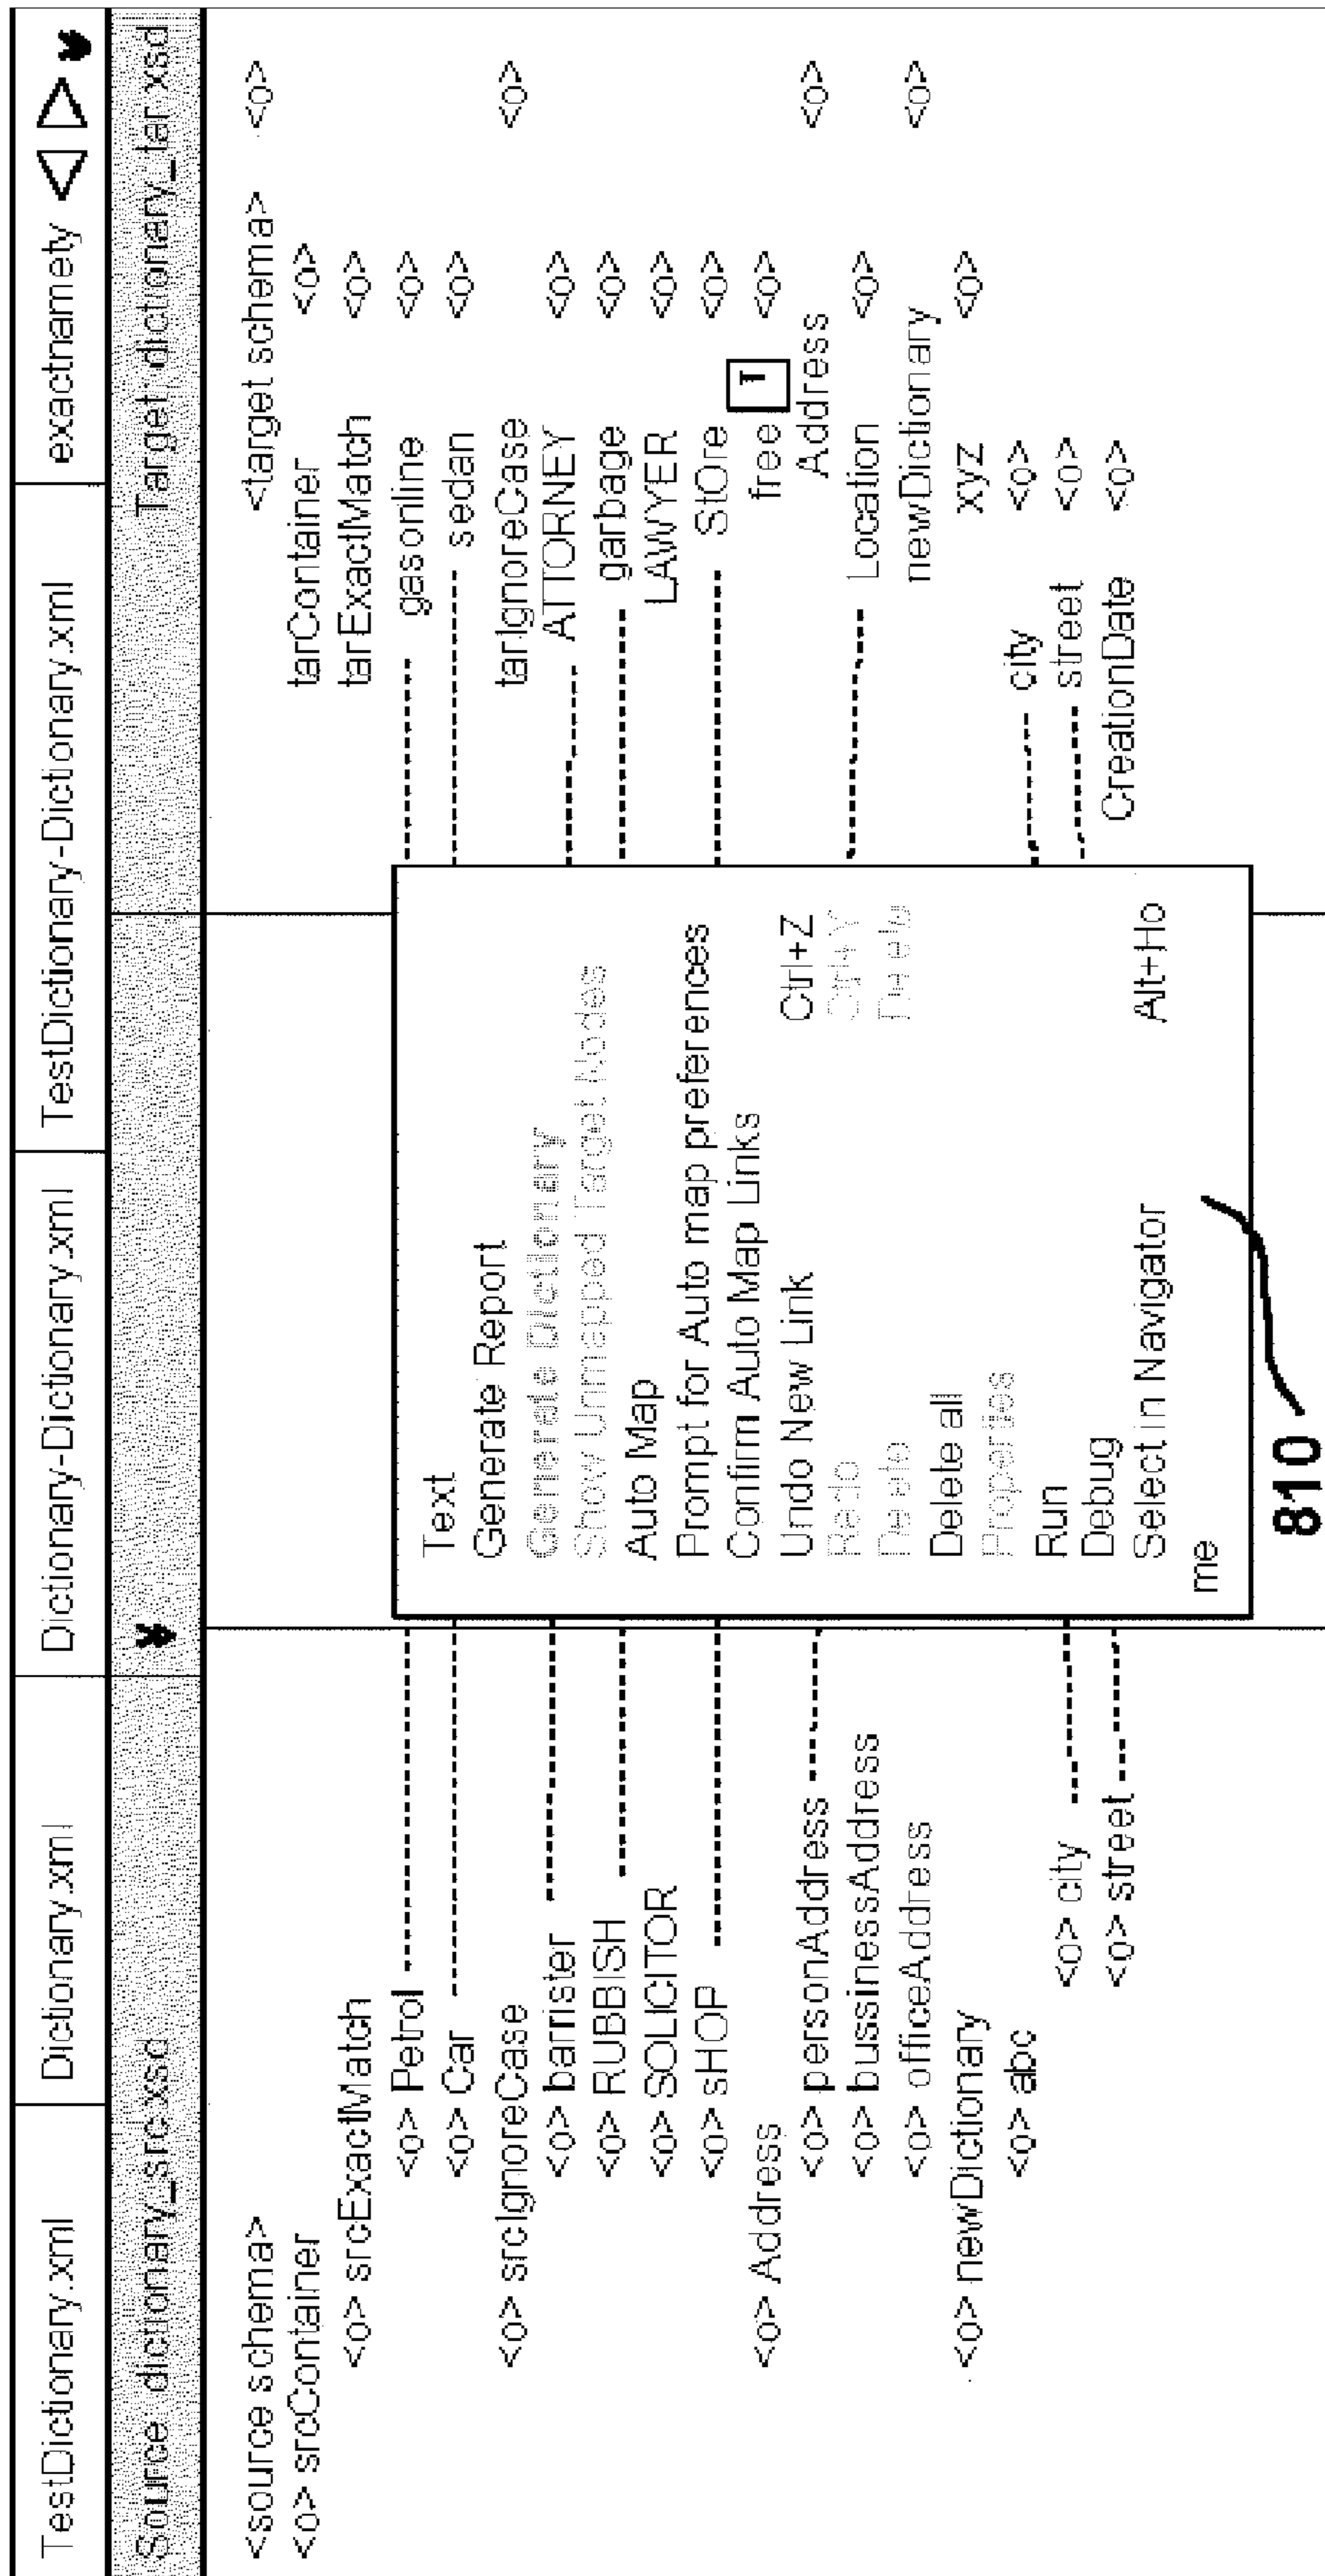 TestDictionary.xml Dictionary.xml Dictionary-Dictionary.xml TestDictionary-Dictionary.xml exactnamety
Source: dictionary_src.xsd Target: dictionary_tar.xsd
<source schema>
<o> srcContainer
<o> srcExactMatch
<o> Petrol
<o> Car
<o> srcIgnoreCase
<o> barrister
<o> RUBBISH
<o> SOLICITOR
<o> sHOP
<o> Address
<o> personAddress
<o> bussinessAddress
<o> officeAddress
<o> newDictionary
<o> abc
<o> city
<o> street
Text
Generate Report
Generate Dictionary
Show Unmapped Target Nodes
Auto Map
Prompt for Auto map preferences
Confirm Auto Map Links
Undo New Link Ctrl+Z
Redo Ctrl+Y
Delete Delete
Delete all
Properties
Run
Debug
Select in Navigator Alt+Ho
me
810
<target schema> <o>
tarContainer <o>
tarExactMatch <o>
gasonline <o>
sedan <o>
tarIgnoreCase <o>
ATTORNEY <o>
garbage <o>
LAWYER <o>
StOre <o>
free <o>
Address <o>
Location <o>
newDictionary <o>
xyz <o>
city <o>
street <o>
CreationDate <o>